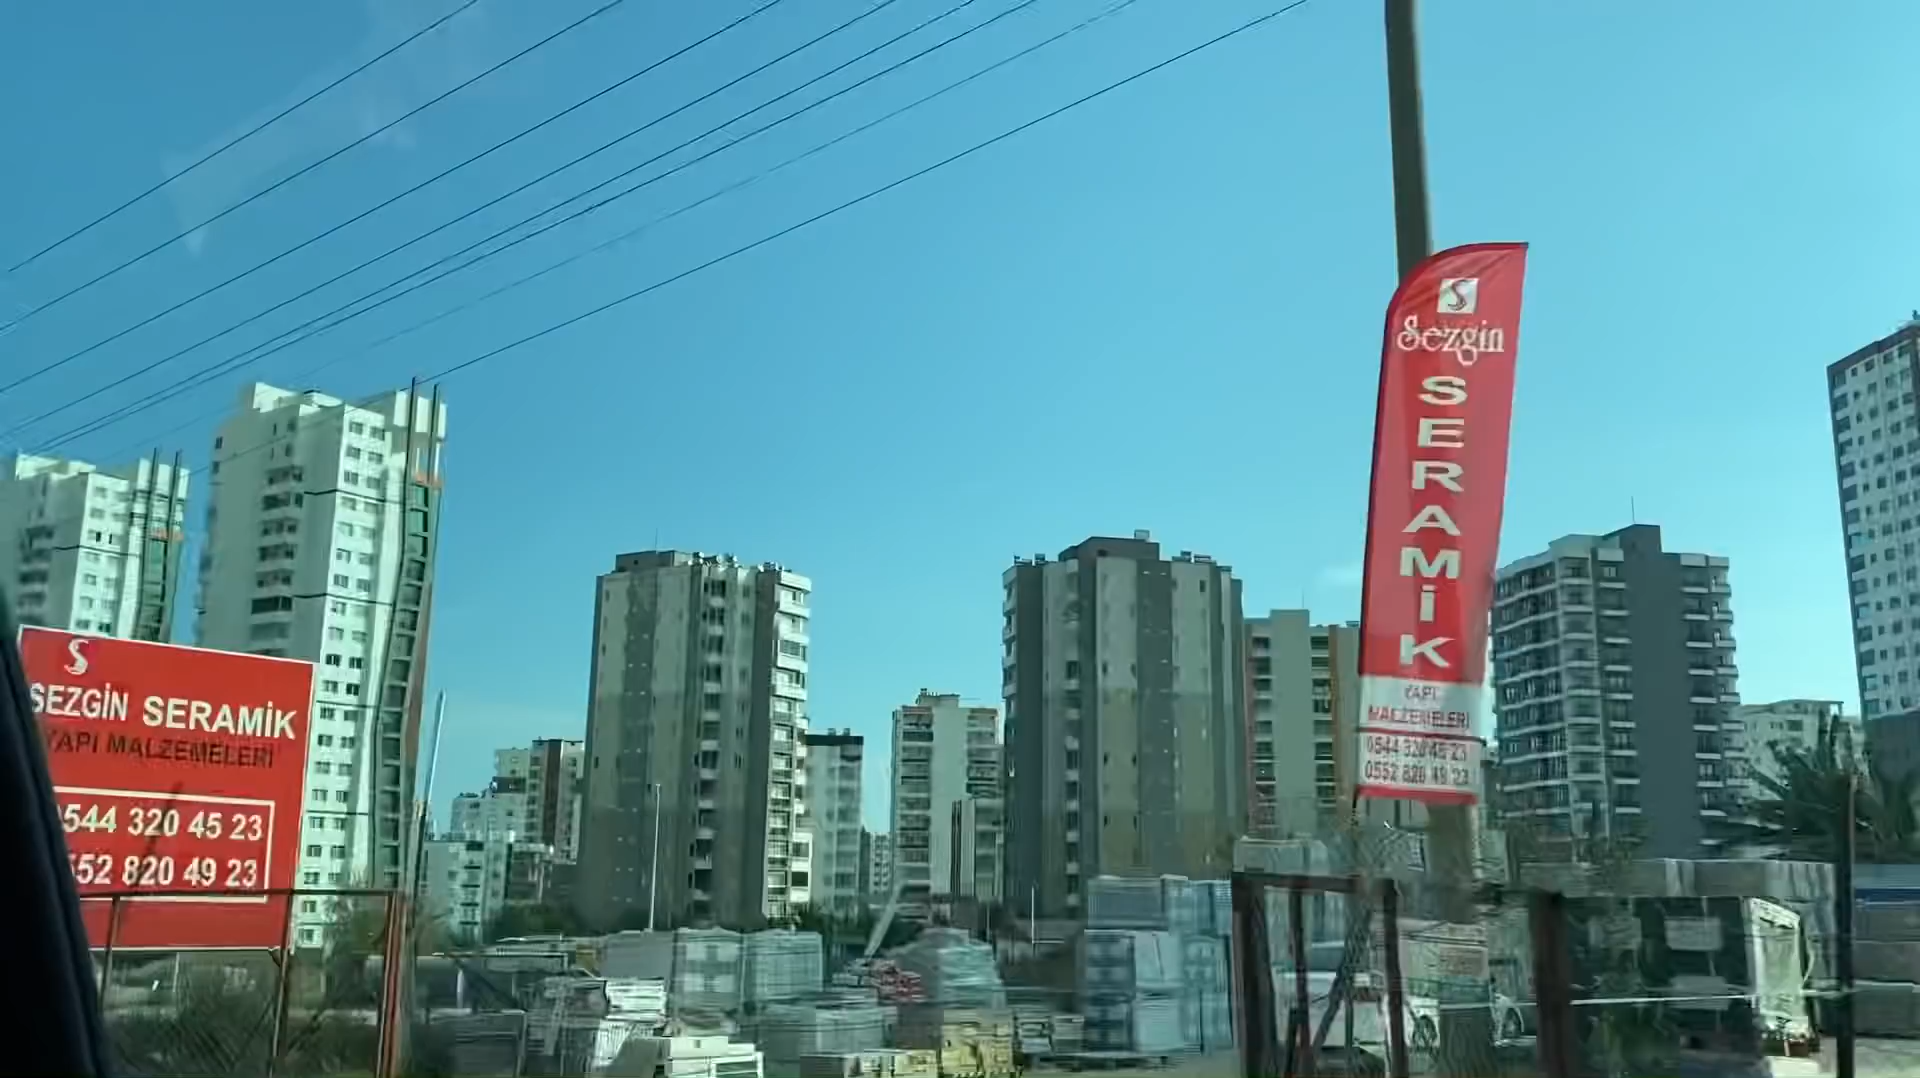 S
SEZGİN SERAMİK
YAPI MALZEMELERİ
0544 320 45 23
552 820 49 23
S
Sezgin
SERAMİK
YAPI
MALZEMELERİ
0544 320 45 23
0552 820 49 23